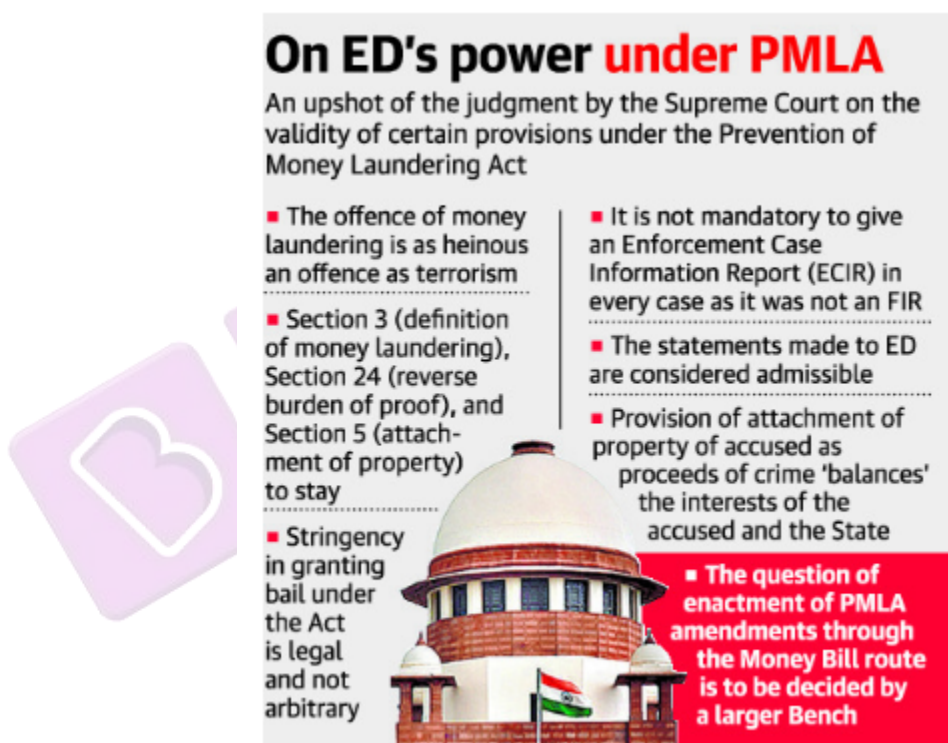 On ED's power under PMLA
An upshot of the judgment by the Supreme Court on the
validity of certain provisions under the Prevention of
Money Laundering Act
▪ The offence of money
laundering is as heinous
an offence as terrorism
▪ Section 3 (definition
of money laundering),
Section 24 (reverse
burden of proof), and
Section 5 (attach-
ment of property)
to stay
▪ Stringency
in granting
bail under
the Act
is legal
and not
arbitrary
▪ It is not mandatory to give
an Enforcement Case
Information Report (ECIR) in
every case as it was not an FIR
▪ The statements made to ED
are considered admissible
▪ Provision of attachment of
property of accused as
proceeds of crime 'balances'
the interests of the
accused and the State
▪ The question of
enactment of PMLA
amendments through
the Money Bill route
is to be decided by
a larger Bench
B